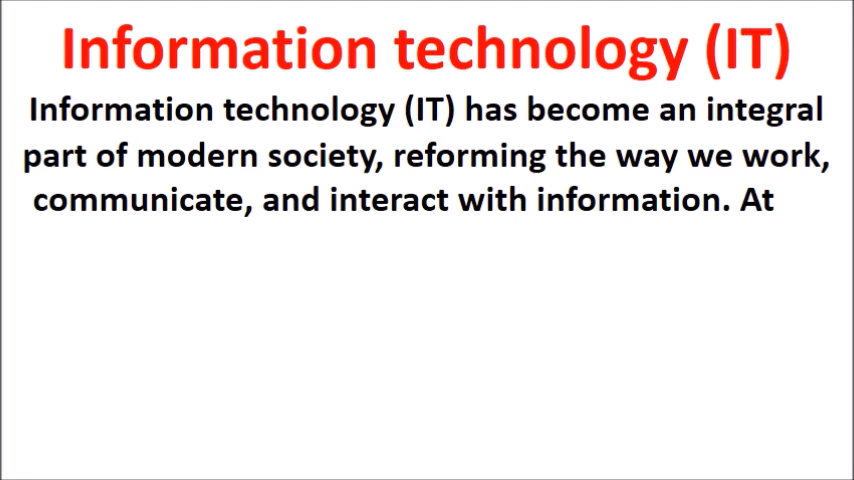 Information technology (IT)
Information technology (IT) has become an integral
part of modern society, reforming the way we work,
communicate, and interact with information. At